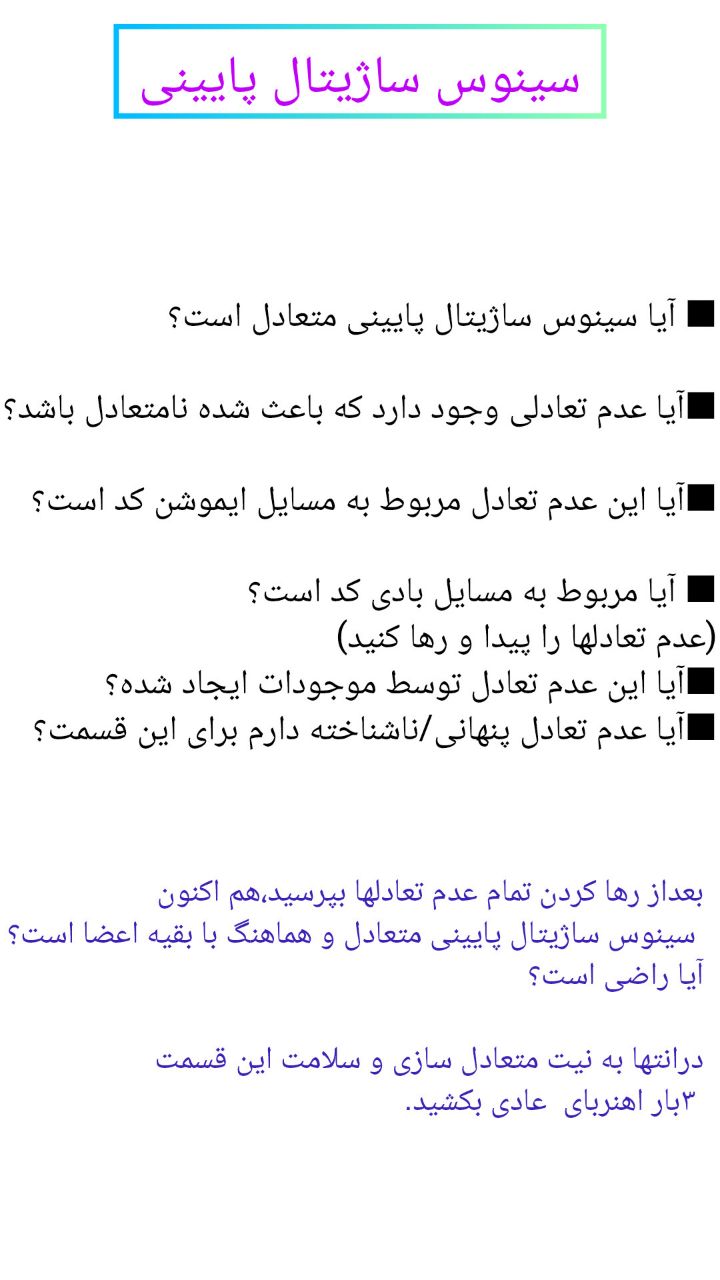 سینوس ساژیتال پایینی
■ آیا سینوس ساژیتال پایینی متعادل است؟
■آیا عدم تعادلی وجود دارد که باعث شده نامتعادل باشد؟
■آیا این عدم تعادل مربوط به مسایل ایموشن کد است؟
■ آیا مربوط به مسایل بادی کد است؟
(عدم تعادلها را پیدا و رها کنید)
■آیا این عدم تعادل توسط موجودات ایجاد شده؟
■آیا عدم تعادل پنهانی/ناشناخته دارم برای این قسمت؟
بعداز رها کردن تمام عدم تعادلها بپرسید،هم اکنون
سینوس ساژیتال پایینی متعادل و هماهنگ با بقیه اعضا است؟
آیا راضی است؟
درانتها به نیت متعادل سازی و سلامت این قسمت
۳بار اهنربای عادی بکشید.